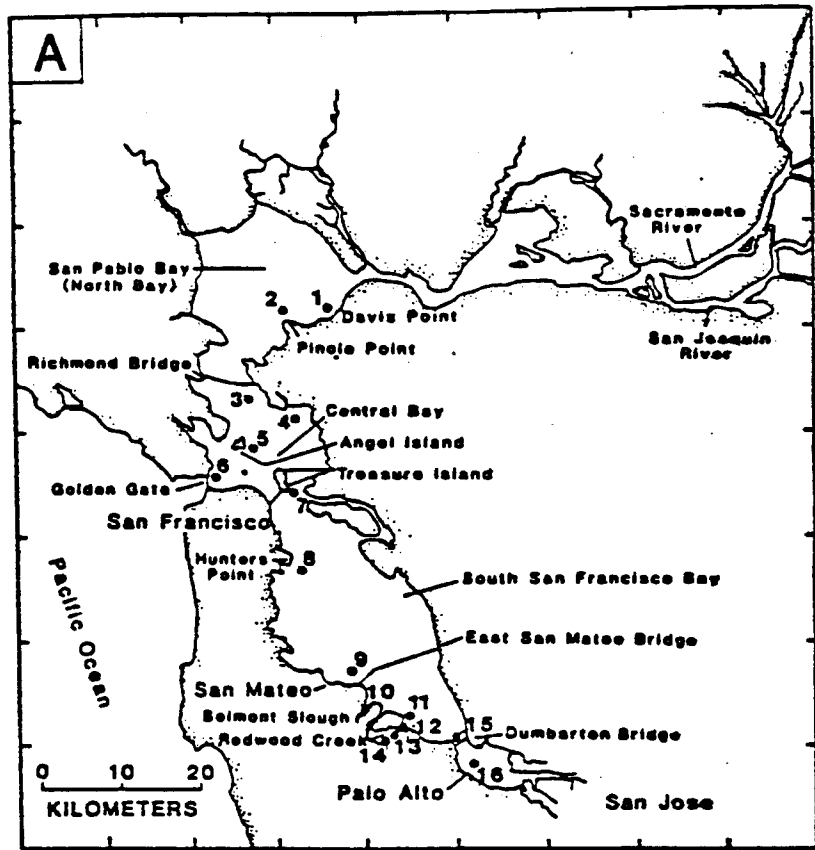 A
Sacramento
River
San Pablo Bay
(North Bay)
2
1
Davis Point
Pinole Point
San Joaquin
River
Richmond Bridge
3
4
Central Bay
5
Angel Island
6
Treasure Island
Golden Gate
7
San Francisco
Hunters
Point
8
Pacific Ocean
South San Francisco Bay
East San Mateo Bridge
9
San Mateo
10
11
Belmont Slough
12
15
Dumbarton Bridge
Redwood Creek
13
14
16
Palo Alto
San Jose
0 10 20
KILOMETERS